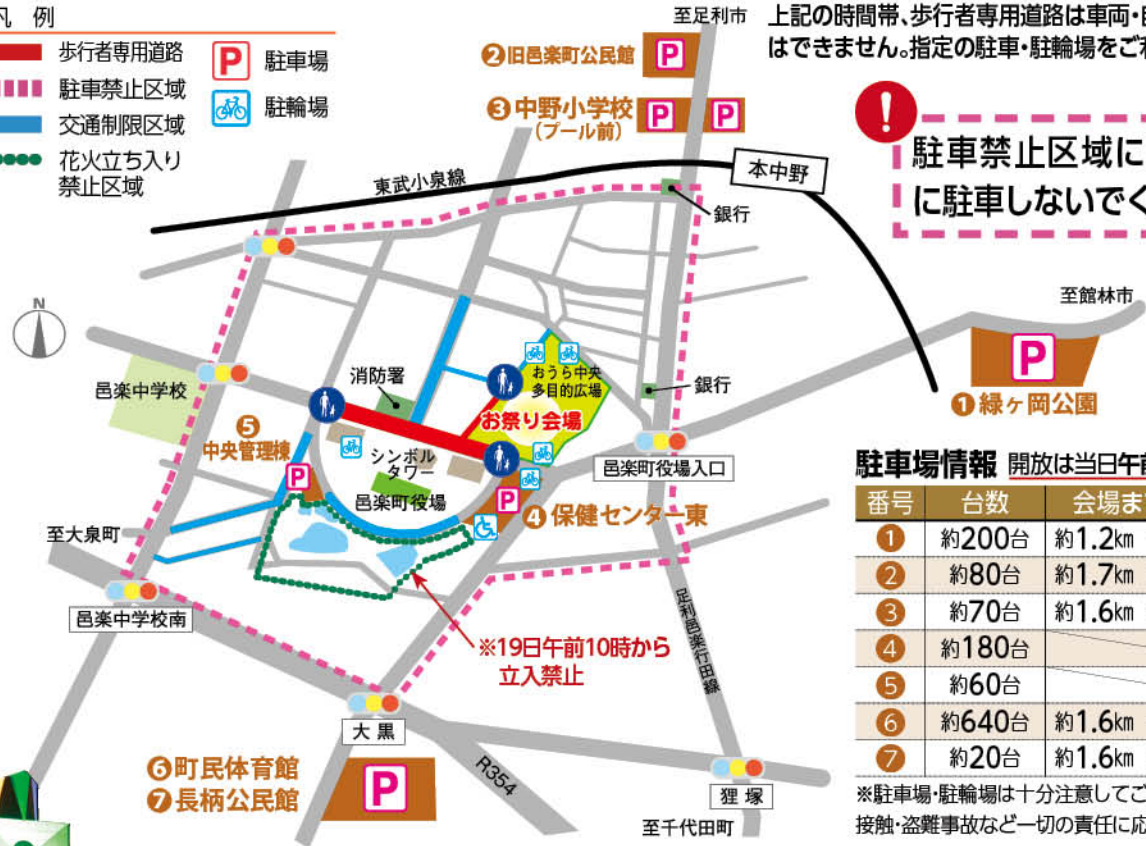 凡 例
歩行者専用道路
駐車禁止区域
交通制限区域
花火立ち入り
禁止区域
P 駐車場
駐輪場
至足利市
上記の時間帯、歩行者専用道路は車両・
はできません。指定の駐車・駐輪場をご
❷旧邑楽町公民館
P
❸中野小学校
(プール前)
P P
!
駐車禁止区域に
に駐車しないでく
東武小泉線
本中野
銀行
N
至館林市
P
❶緑ヶ岡公園
邑楽中学校
消防署
おうら中央
多目的広場
お祭り会場
銀行
❺
中央管理棟
P
シンボル
タワー
邑楽町役場
邑楽町役場入口
P
❹保健センター東
至大泉町
邑楽中学校南
※19日午前10時から
立入禁止
足利邑楽行田線
大黒
❻町民体育館
❼長柄公民館
P
R354
狸塚
至千代田町
駐車場情報 開放は当日午前
番号 台数 会場ま
❶ 約200台 約1.2km
❷ 約80台 約1.7km
❸ 約70台 約1.6km
❹ 約180台
❺ 約60台
❻ 約640台 約1.6km
❼ 約20台 約1.6km
※駐車場・駐輪場は十分注意してご
接触・盗難事故など一切の責任に応